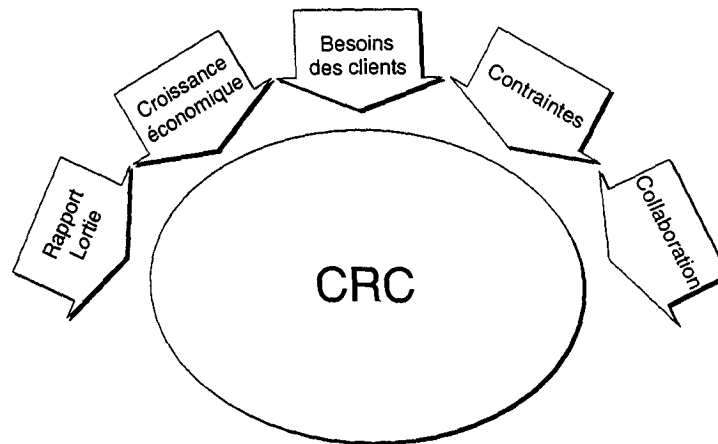 Rapport
Lortie
Croissance
économique
Besoins
des clients
Contraintes
Collaboration
CRC